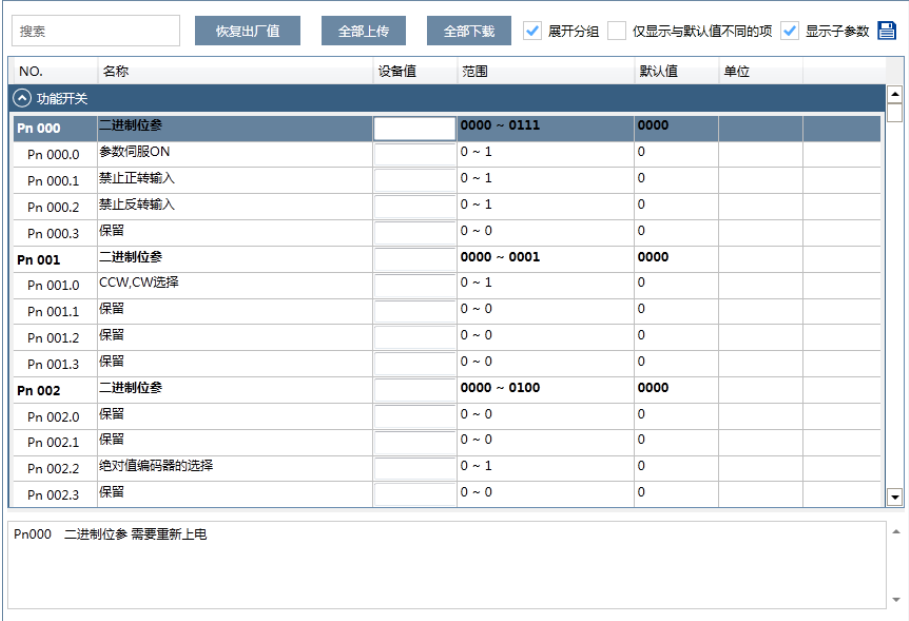 搜索 恢复出厂值 全部上传 全部下载 展开分组 仅显示与默认值不同的项 显示子参数
NO. 名称 设备值 范围 默认值 单位
功能开关
Pn 000 二进制位参 0000 ~ 0111 0000
Pn 000.0 参数伺服ON 0 ~ 1 0
Pn 000.1 禁止正转输入 0 ~ 1 0
Pn 000.2 禁止反转输入 0 ~ 1 0
Pn 000.3 保留 0 ~ 0 0
Pn 001 二进制位参 0000 ~ 0001 0000
Pn 001.0 CCW,CW选择 0 ~ 1 0
Pn 001.1 保留 0 ~ 0 0
Pn 001.2 保留 0 ~ 0 0
Pn 001.3 保留 0 ~ 0 0
Pn 002 二进制位参 0000 ~ 0100 0000
Pn 002.0 保留 0 ~ 0 0
Pn 002.1 保留 0 ~ 0 0
Pn 002.2 绝对值编码器的选择 0 ~ 1 0
Pn 002.3 保留 0 ~ 0 0
Pn000 二进制位参 需要重新上电